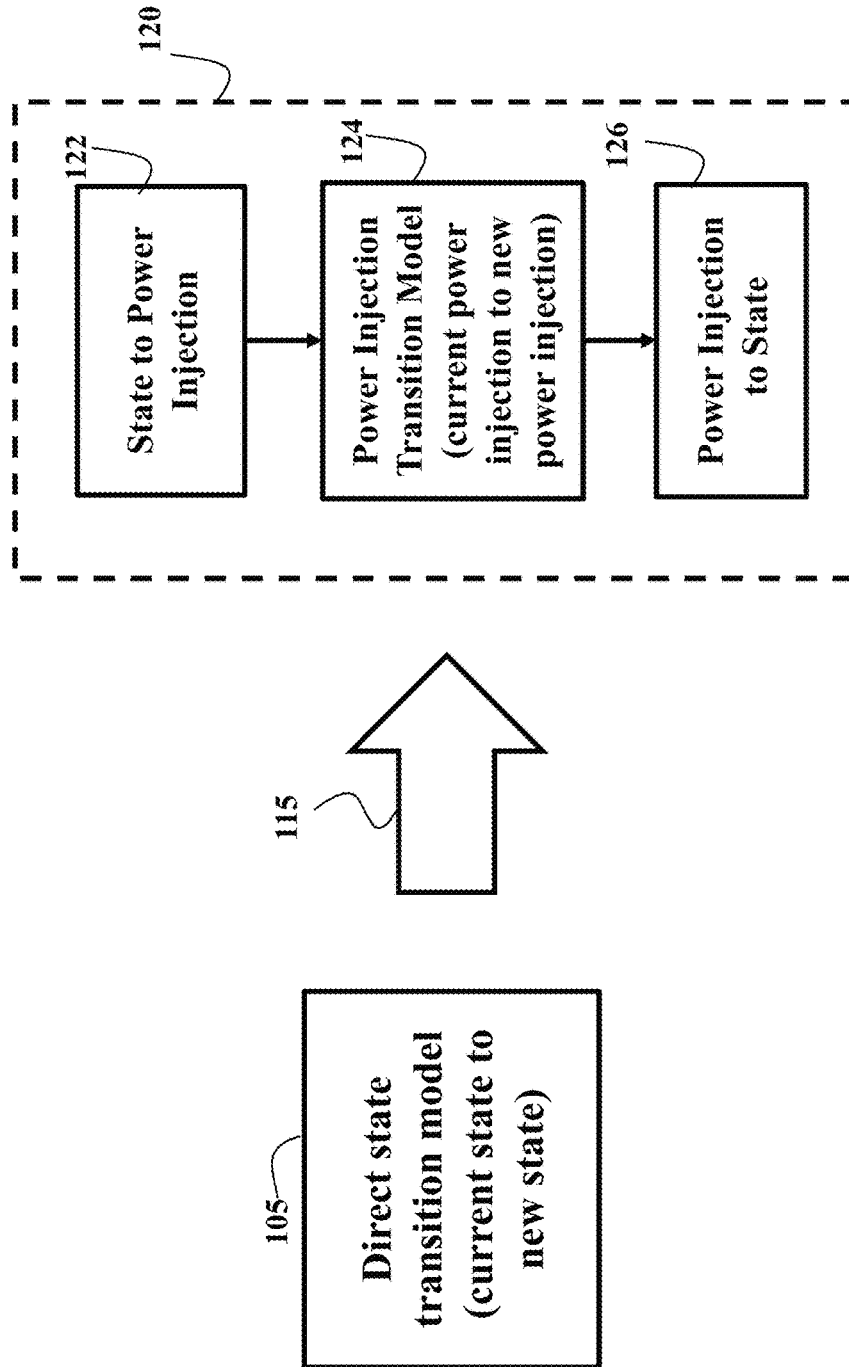 105
Direct state
transition model
(current state to
new state)
115
120
122
State to Power
Injection
124
Power Injection
Transition Model
(current power
injection to new
power injection)
126
Power Injection
to State